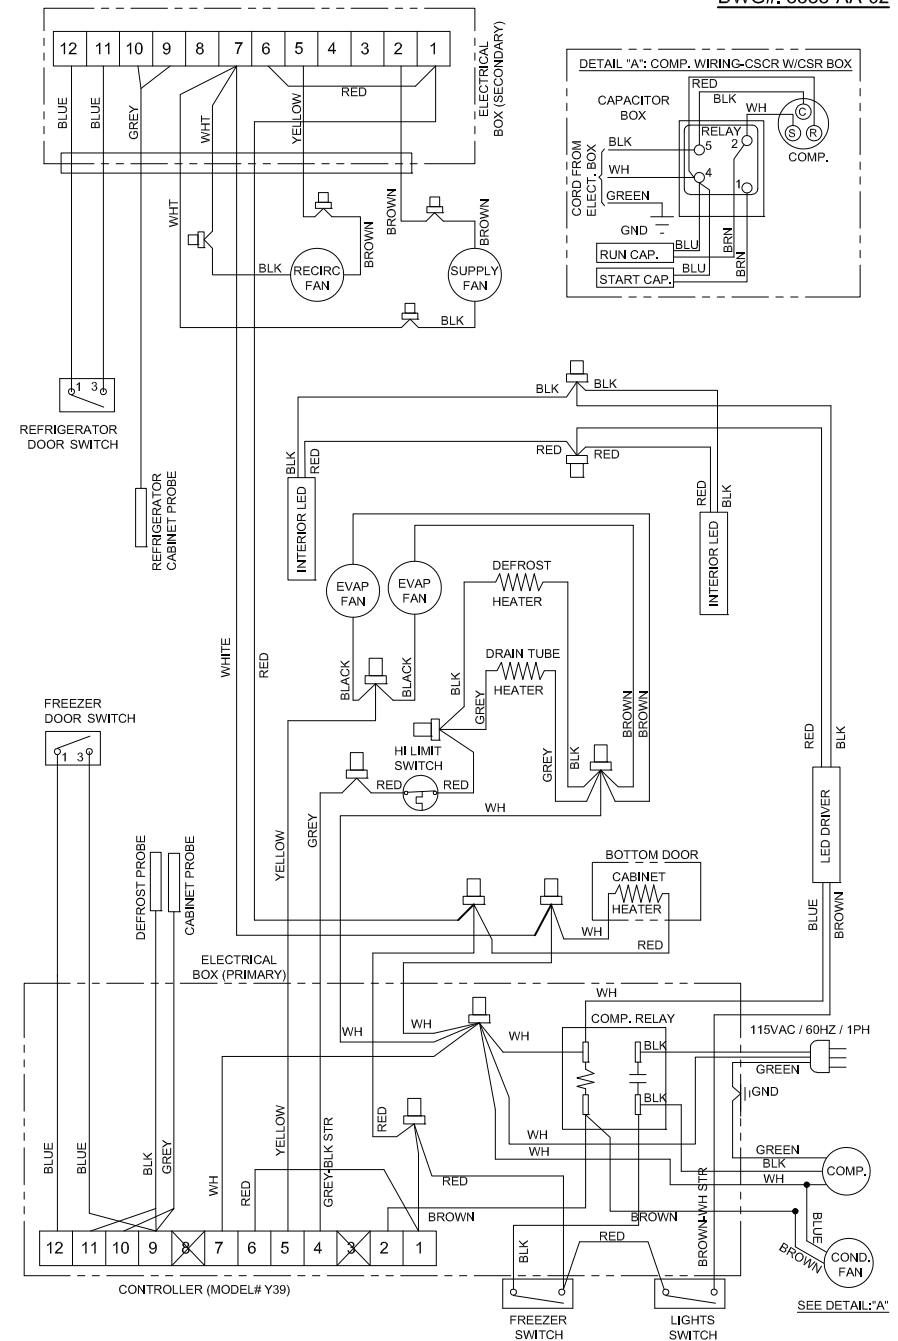 12 11 10 9 8 7 6 5 4 3 2 1
ELECTRICAL
BOX (SECONDARY)
BLUE
BLUE
GREY
WHT
YELLOW
RED
WHT
BROWN
BROWN
BROWN
BLK
RECIRC
FAN
SUPPLY
FAN
BLK
DETAIL "A": COMP. WIRING-CSCR W/CSR BOX
RED
BLK
WH
CAPACITOR
BOX
RELAY
C
S
R
COMP.
5
2
4
1
CORD FROM
ELECT. BOX
BLK
WH
GREEN
GND
RUN CAP.
START CAP.
BLU
BLU
BRN
BRN
1 3
REFRIGERATOR
DOOR SWITCH
REFRIGERATOR
CABINET PROBE
BLK
BLK
RED
RED
BLK
RED
INTERIOR LED
RED
BLK
INTERIOR LED
EVAP
FAN
EVAP
FAN
DEFROST
HEATER
DRAIN TUBE
HEATER
WHITE
RED
BLACK
BLACK
BLK
GREY
GREY
BLK
BROWN
BROWN
FREEZER
DOOR SWITCH
1 3
HI LIMIT
SWITCH
RED
RED
WH
RED
BLK
LED DRIVER
BLUE
BROWN
YELLOW
GREY
DEFROST PROBE
CABINET PROBE
BOTTOM DOOR
CABINET
HEATER
WH
RED
ELECTRICAL
BOX (PRIMARY)
WH
WH
WH
WH
COMP. RELAY
BLK
BLK
115VAC / 60HZ / 1PH
GREEN
GND
RED
WH
WH
GREEN
BLK
WH
COMP.
BLUE
BLUE
BLK
GREY
WH
RED
YELLOW
GREY-BLK STR
RED
BROWN
BROWN
BROWN-WH STR
BLUE
BROWN
COND.
FAN
12 11 10 9 8 7 6 5 4 3 2 1
BLK
RED
CONTROLLER (MODEL# Y39)
FREEZER
SWITCH
LIGHTS
SWITCH
SEE DETAIL:"A"